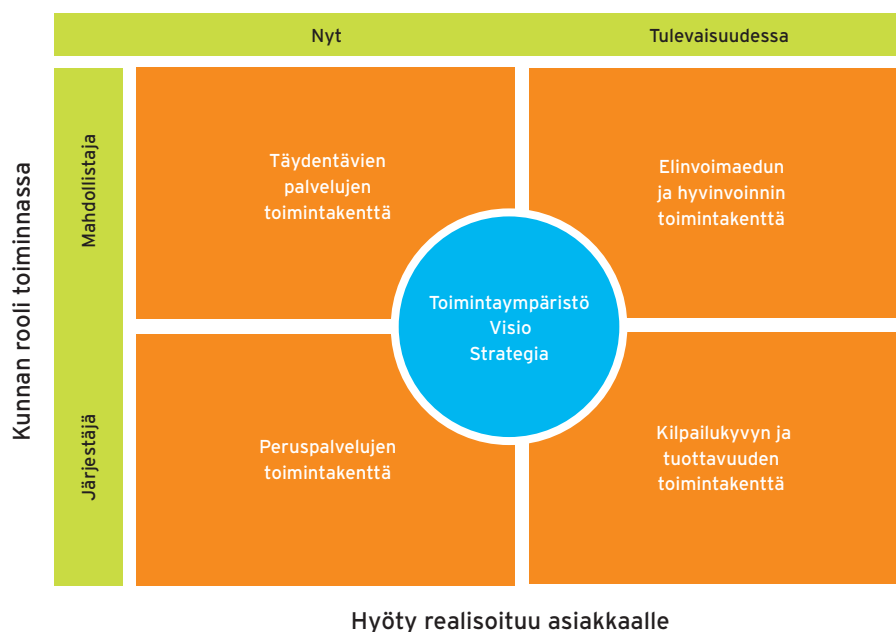 Nyt
Tulevaisuudessa
Kunnan rooli toiminnassa
Mahdollistaja
Järjestäjä
Täydentävien
palvelujen
toimintakenttä
Elinvoimaedun
ja hyvinvoinnin
toimintakenttä
Toimintaympäristö
Visio
Strategia
Peruspalvelujen
toimintakenttä
Kilpailukyvyn ja
tuottavuuden
toimintakenttä
Hyöty realisoituu asiakkaalle